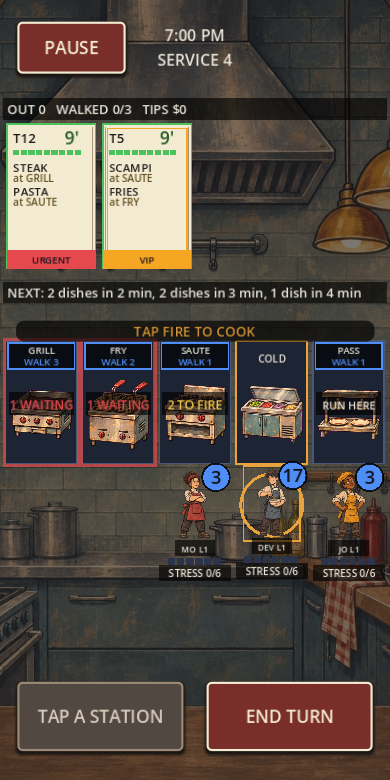 PAUSE
7:00 PM
SERVICE 4
OUT 0 WALKED 0/3 TIPS $0
T12 9'
STEAK
at GRILL
PASTA
at SAUTE
URGENT
T5 9'
SCAMPI
at SAUTE
FRIES
at FRY
VIP
NEXT: 2 dishes in 2 min, 2 dishes in 3 min, 1 dish in 4 min
TAP FIRE TO COOK
GRILL
WALK 3
1 WAITING
FRY
WALK 2
1 WAITING
SAUTE
WALK 1
2 TO FIRE
COLD
PASS
WALK 1
RUN HERE
3
MO L1
STRESS 0/6
17
DEV L1
STRESS 0/6
3
JO L1
STRESS 0/6
TAP A STATION
END TURN